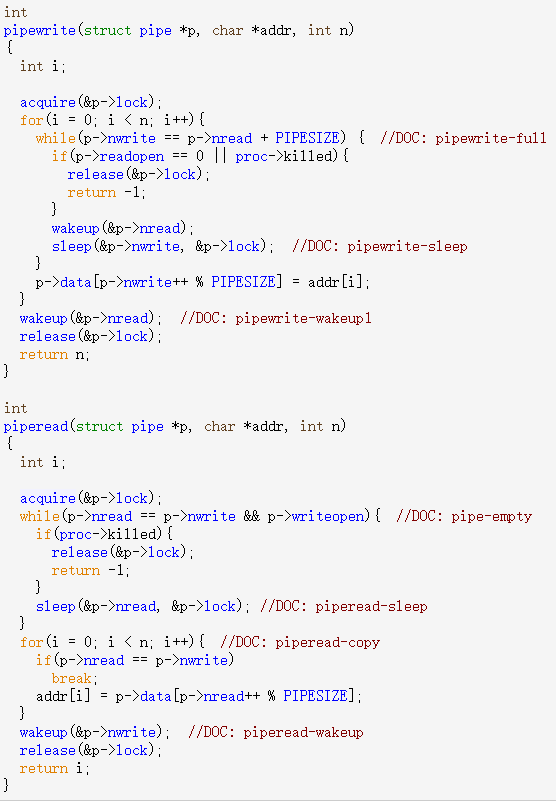 int
pipewrite(struct pipe *p, char *addr, int n)
{
  int i;

  acquire(&p->lock);
  for(i = 0; i < n; i++){
    while(p->nwrite == p->nread + PIPESIZE) {  //DOC: pipewrite-full
      if(p->readopen == 0 || proc->killed){
        release(&p->lock);
        return -1;
      }
      wakeup(&p->nread);
      sleep(&p->nwrite, &p->lock);  //DOC: pipewrite-sleep
    }
    p->data[p->nwrite++ % PIPESIZE] = addr[i];
  }
  wakeup(&p->nread);  //DOC: pipewrite-wakeup1
  release(&p->lock);
  return n;
}

int
piperead(struct pipe *p, char *addr, int n)
{
  int i;

  acquire(&p->lock);
  while(p->nread == p->nwrite && p->writeopen){  //DOC: pipe-empty
    if(proc->killed){
      release(&p->lock);
      return -1;
    }
    sleep(&p->nread, &p->lock); //DOC: piperead-sleep
  }
  for(i = 0; i < n; i++){  //DOC: piperead-copy
    if(p->nread == p->nwrite)
      break;
    addr[i] = p->data[p->nread++ % PIPESIZE];
  }
  wakeup(&p->nwrite);  //DOC: piperead-wakeup
  release(&p->lock);
  return i;
}